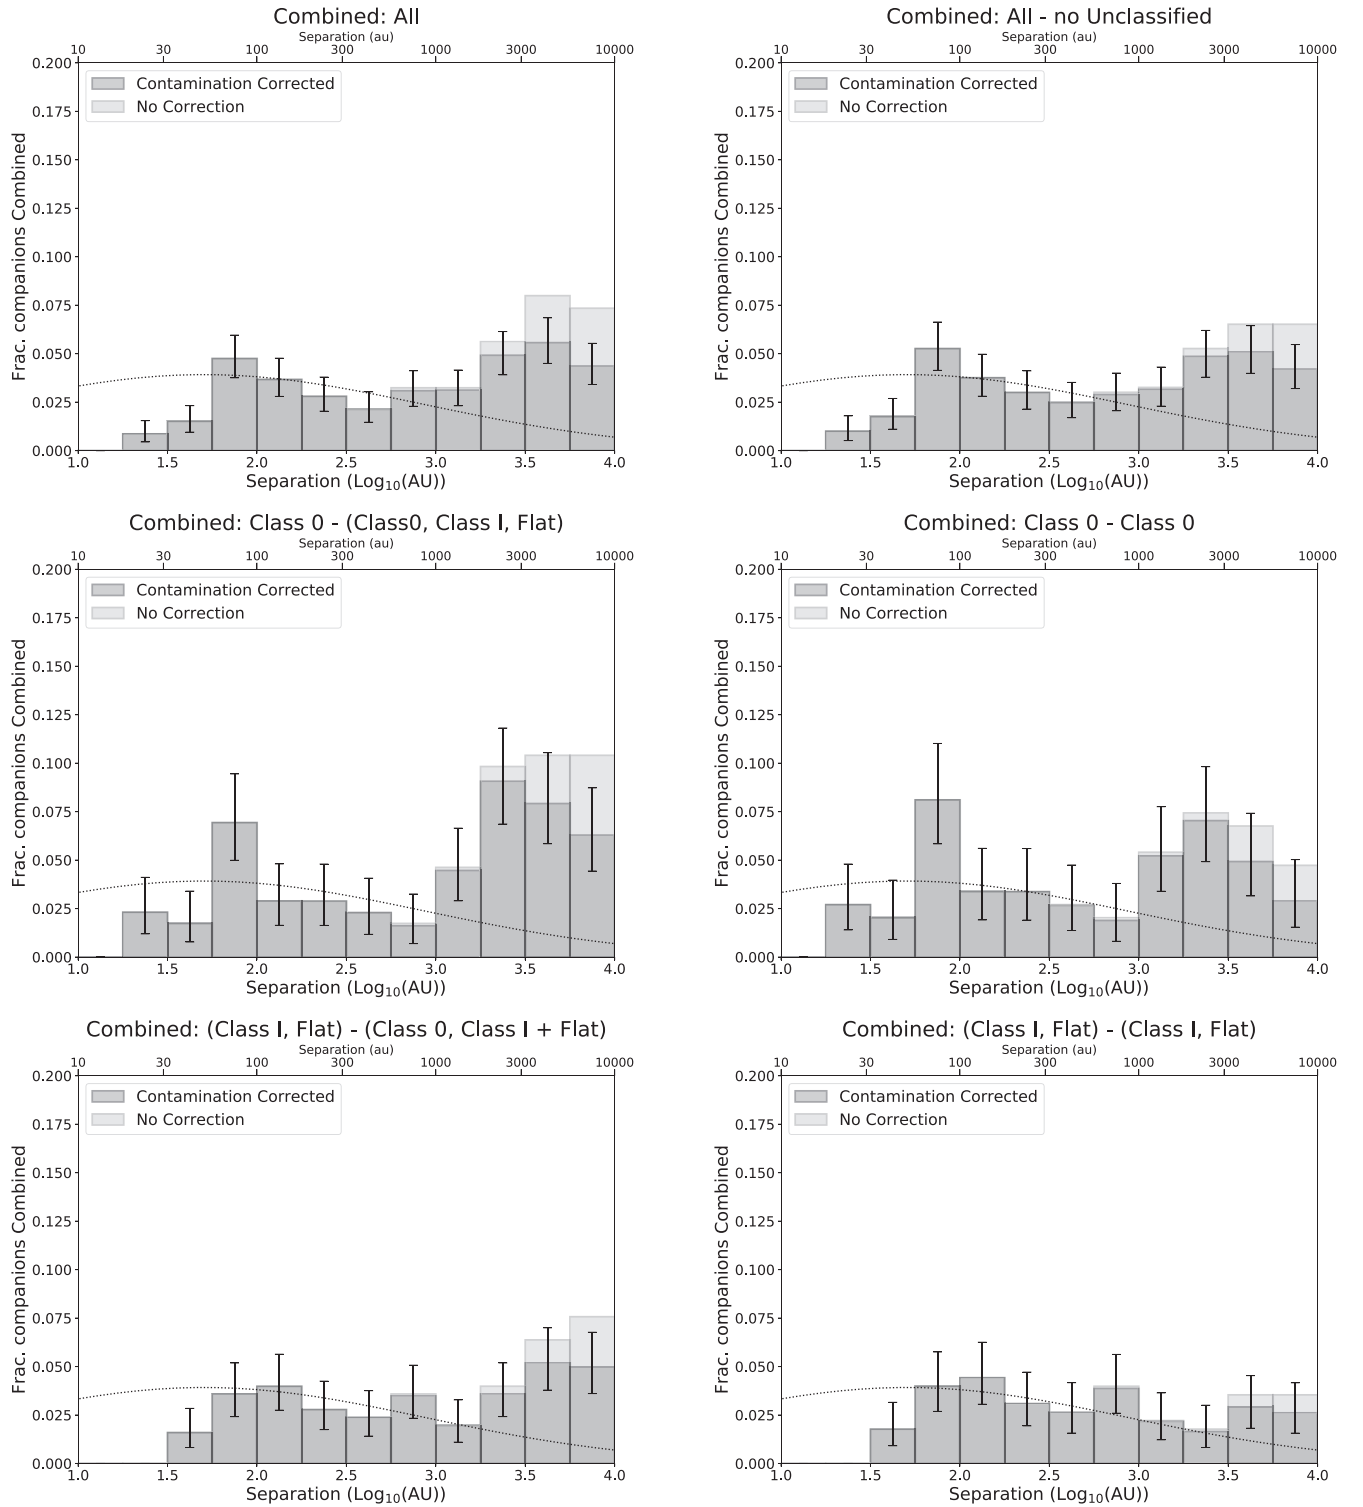 Combined: All
Separation (au)
10 30 100 300 1000 3000 10000
Frac. companions Combined
0.200
0.175
0.150
0.125
0.100
0.075
0.050
0.025
0.000
Contamination Corrected
No Correction
1.0 1.5 2.0 2.5 3.0 3.5 4.0
Separation (Log10(AU))
Combined: All - no Unclassified
Separation (au)
10 30 100 300 1000 3000 10000
Frac. companions Combined
0.200
0.175
0.150
0.125
0.100
0.075
0.050
0.025
0.000
Contamination Corrected
No Correction
1.0 1.5 2.0 2.5 3.0 3.5 4.0
Separation (Log10(AU))
Combined: Class 0 - (Class0, Class I, Flat)
Separation (au)
10 30 100 300 1000 3000 10000
Frac. companions Combined
0.200
0.175
0.150
0.125
0.100
0.075
0.050
0.025
0.000
Contamination Corrected
No Correction
1.0 1.5 2.0 2.5 3.0 3.5 4.0
Separation (Log10(AU))
Combined: Class 0 - Class 0
Separation (au)
10 30 100 300 1000 3000 10000
Frac. companions Combined
0.200
0.175
0.150
0.125
0.100
0.075
0.050
0.025
0.000
Contamination Corrected
No Correction
1.0 1.5 2.0 2.5 3.0 3.5 4.0
Separation (Log10(AU))
Combined: (Class I, Flat) - (Class 0, Class I + Flat)
Separation (au)
10 30 100 300 1000 3000 10000
Frac. companions Combined
0.200
0.175
0.150
0.125
0.100
0.075
0.050
0.025
0.000
Contamination Corrected
No Correction
1.0 1.5 2.0 2.5 3.0 3.5 4.0
Separation (Log10(AU))
Combined: (Class I, Flat) - (Class I, Flat)
Separation (au)
10 30 100 300 1000 3000 10000
Frac. companions Combined
0.200
0.175
0.150
0.125
0.100
0.075
0.050
0.025
0.000
Contamination Corrected
No Correction
1.0 1.5 2.0 2.5 3.0 3.5 4.0
Separation (Log10(AU))